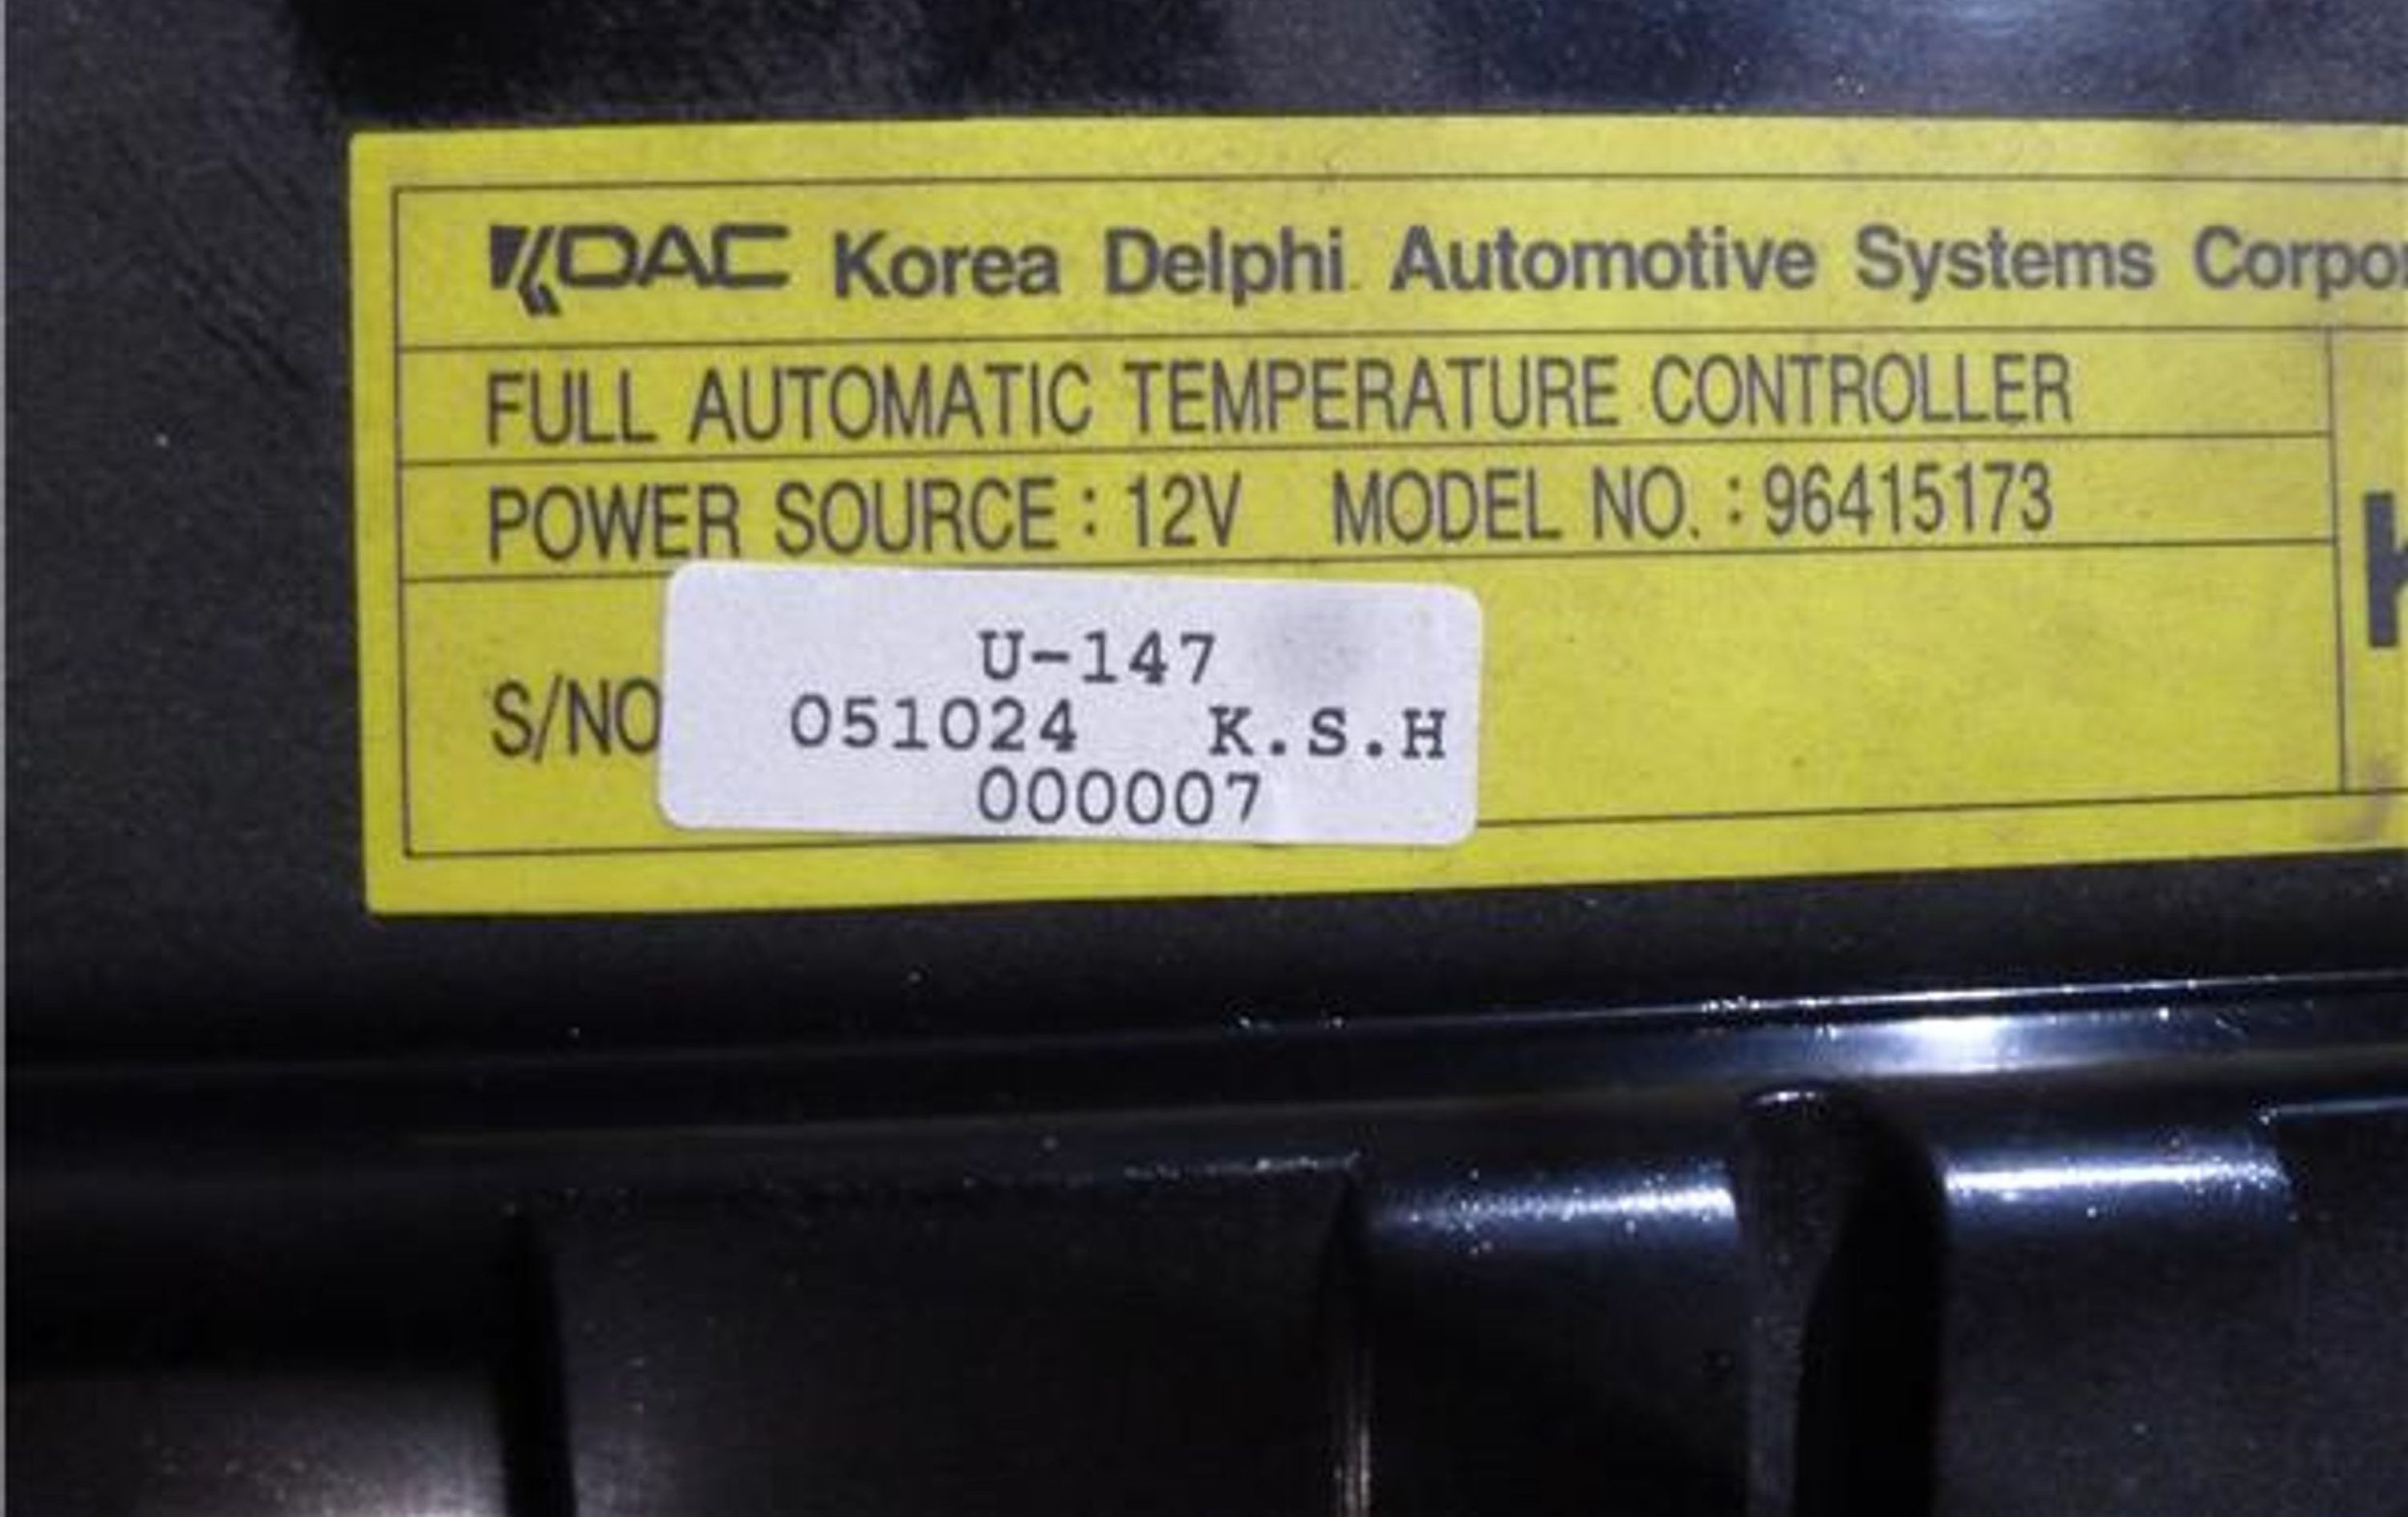 KDAC Korea Delphi Automotive Systems
FULL AUTOMATIC TEMPERATURE CONTROLLER
POWER SOURCE : 12V MODEL NO. : 96415173
U-147
S/NO 051024 K.S.H
000007